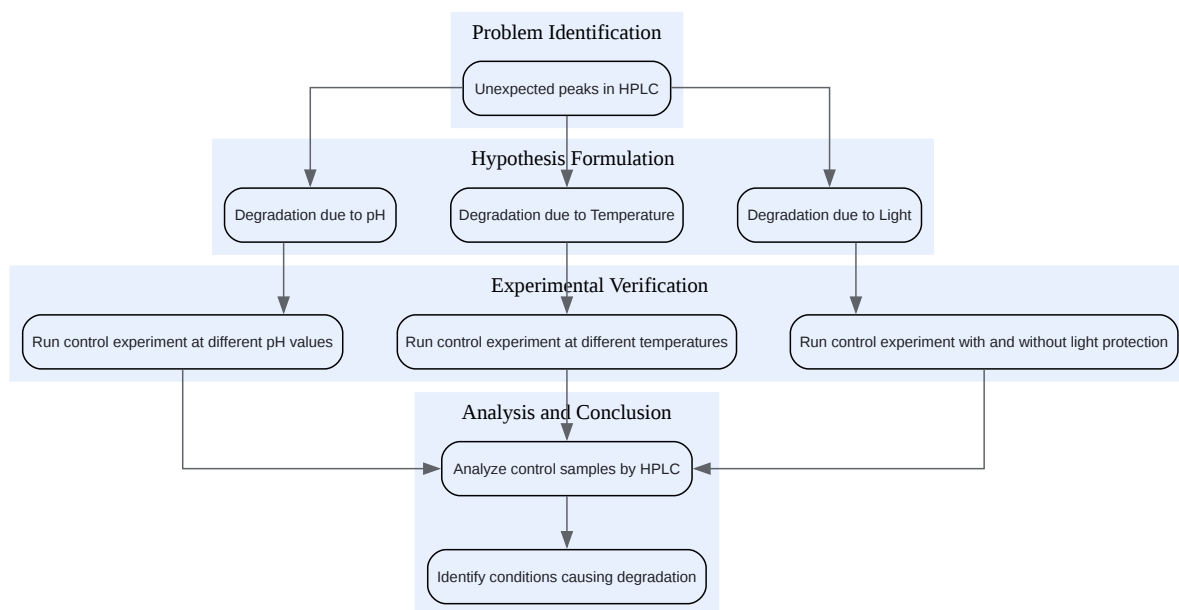 Problem Identification
Unexpected peaks in HPLC
Hypothesis Formulation
Degradation due to pH
Degradation due to Temperature
Degradation due to Light
Experimental Verification
Run control experiment at different pH values
Run control experiment at different temperatures
Run control experiment with and without light protection
Analysis and Conclusion
Analyze control samples by HPLC
Identify conditions causing degradation